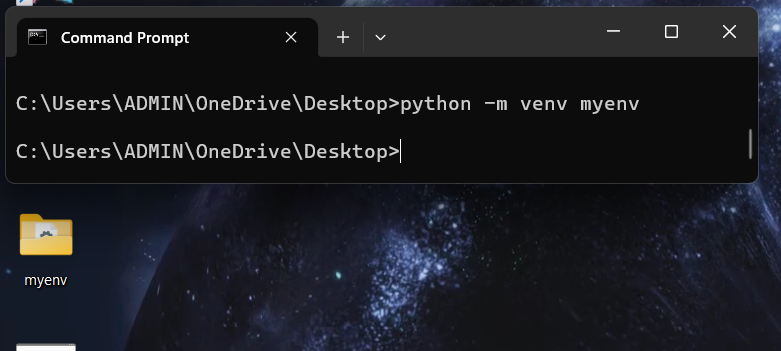 Command Prompt
C:\Users\ADMIN\OneDrive\Desktop>python -m venv myenv
C:\Users\ADMIN\OneDrive\Desktop>
myenv